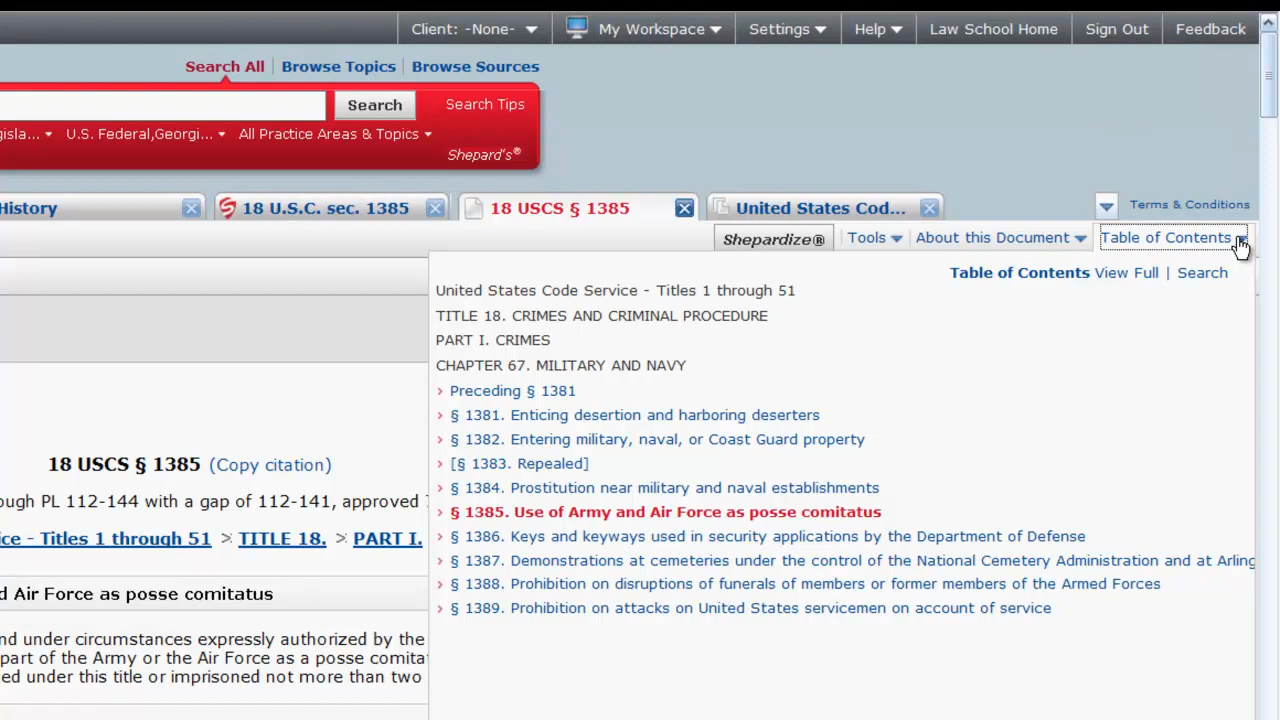 Client: -None- My Workspace Settings Help Law School Home Sign Out Feedback
Search All Browse Topics Browse Sources
Search Search Tips
gisla... U.S. Federal,Georgi... All Practice Areas & Topics
Shepard's®
History 18 U.S.C. sec. 1385 18 USCS § 1385 United States Cod... Terms & Conditions
Shepardize® Tools About this Document Table of Contents
Table of Contents View Full | Search
United States Code Service - Titles 1 through 51
TITLE 18. CRIMES AND CRIMINAL PROCEDURE
PART I. CRIMES
CHAPTER 67. MILITARY AND NAVY
› Preceding § 1381
› § 1381. Enticing desertion and harboring deserters
› § 1382. Entering military, naval, or Coast Guard property
› [§ 1383. Repealed]
› § 1384. Prostitution near military and naval establishments
› § 1385. Use of Army and Air Force as posse comitatus
› § 1386. Keys and keyways used in security applications by the Department of Defense
› § 1387. Demonstrations at cemeteries under the control of the National Cemetery Administration and at Arling
› § 1388. Prohibition on disruptions of funerals of members or former members of the Armed Forces
› § 1389. Prohibition on attacks on United States servicemen on account of service
18 USCS § 1385 (Copy citation)
ough PL 112-144 with a gap of 112-141, approved
ice - Titles 1 through 51 > TITLE 18. > PART I.
d Air Force as posse comitatus
nd under circumstances expressly authorized by the
part of the Army or the Air Force as a posse comita
ed under this title or imprisoned not more than two